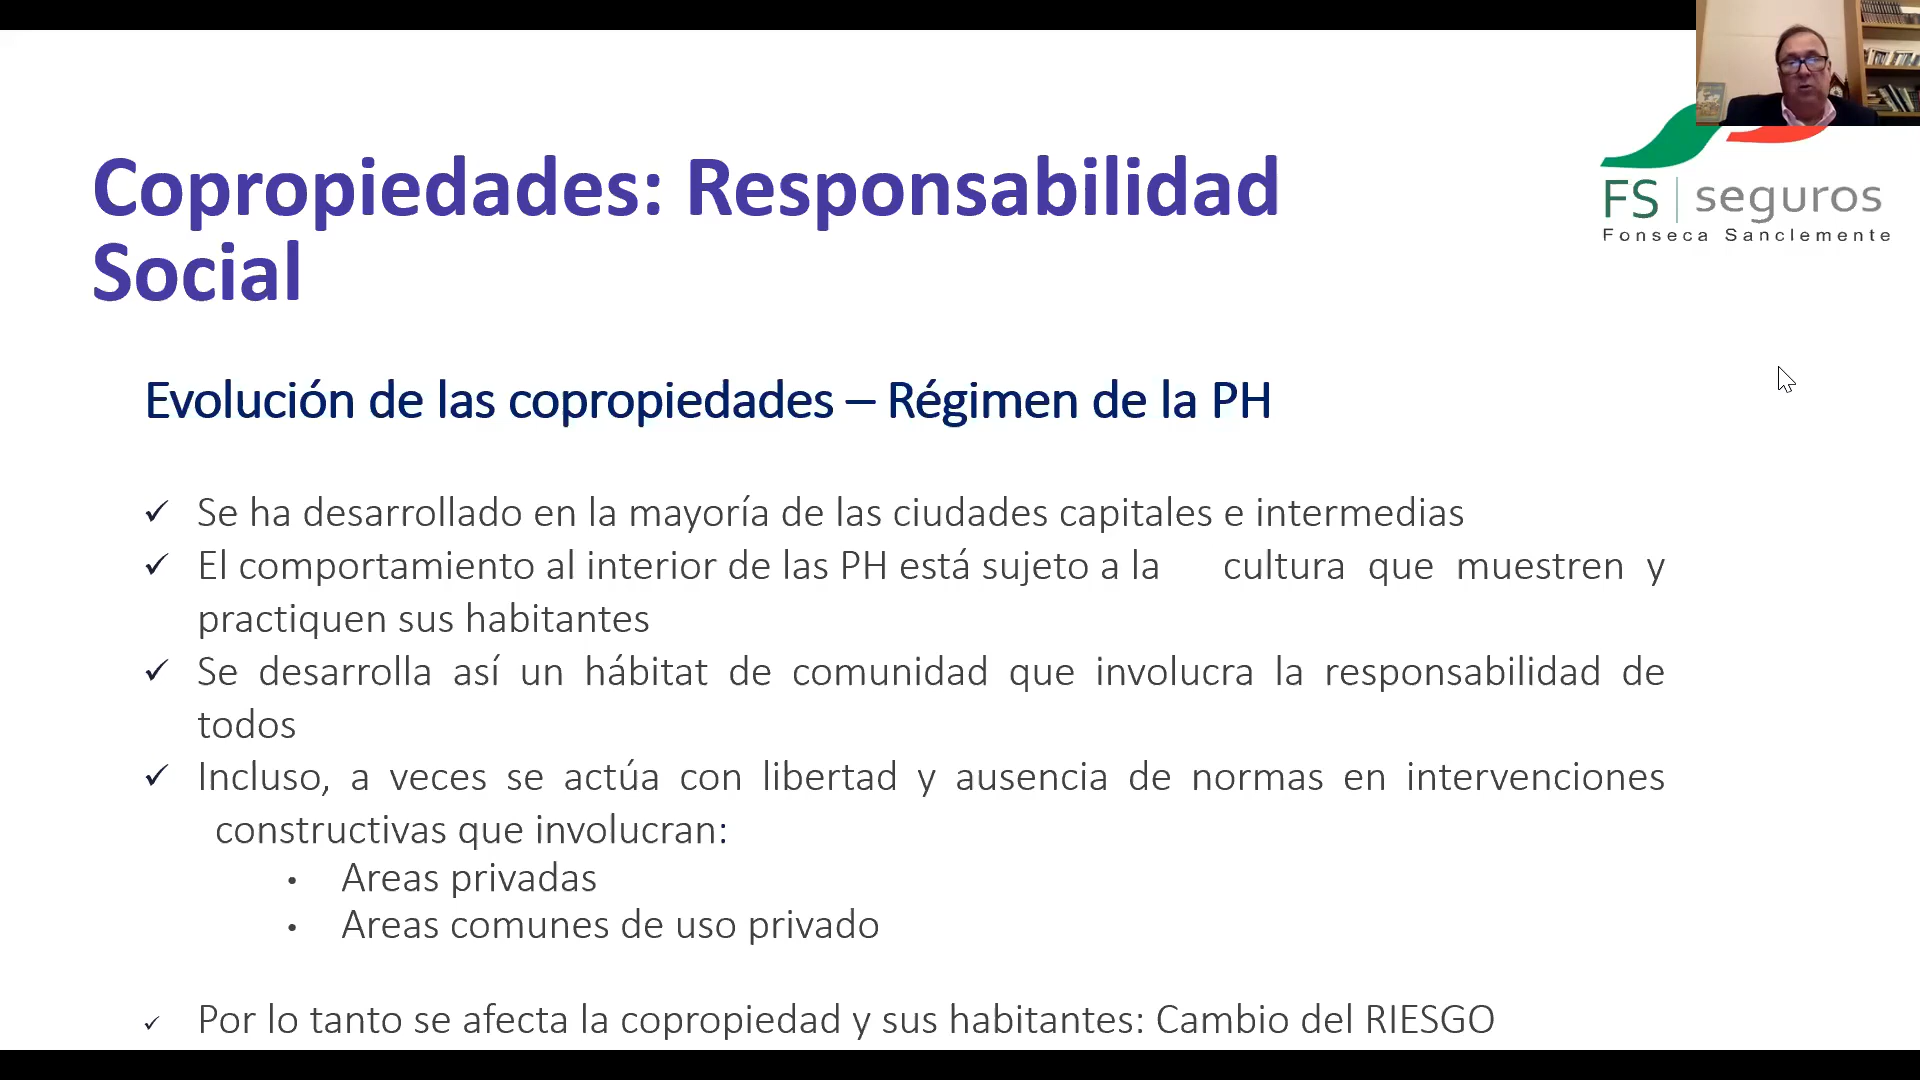 Copropiedades: Responsabilidad
Social
FS | seguros
Fonseca Sanclemente
Evolución de las copropiedades – Régimen de la PH
✓ Se ha desarrollado en la mayoría de las ciudades capitales e intermedias
✓ El comportamiento al interior de las PH está sujeto a la cultura que muestren y
practiquen sus habitantes
✓ Se desarrolla así un hábitat de comunidad que involucra la responsabilidad de
todos
✓ Incluso, a veces se actúa con libertad y ausencia de normas en intervenciones
constructivas que involucran:
• Areas privadas
• Areas comunes de uso privado
✓ Por lo tanto se afecta la copropiedad y sus habitantes: Cambio del RIESGO